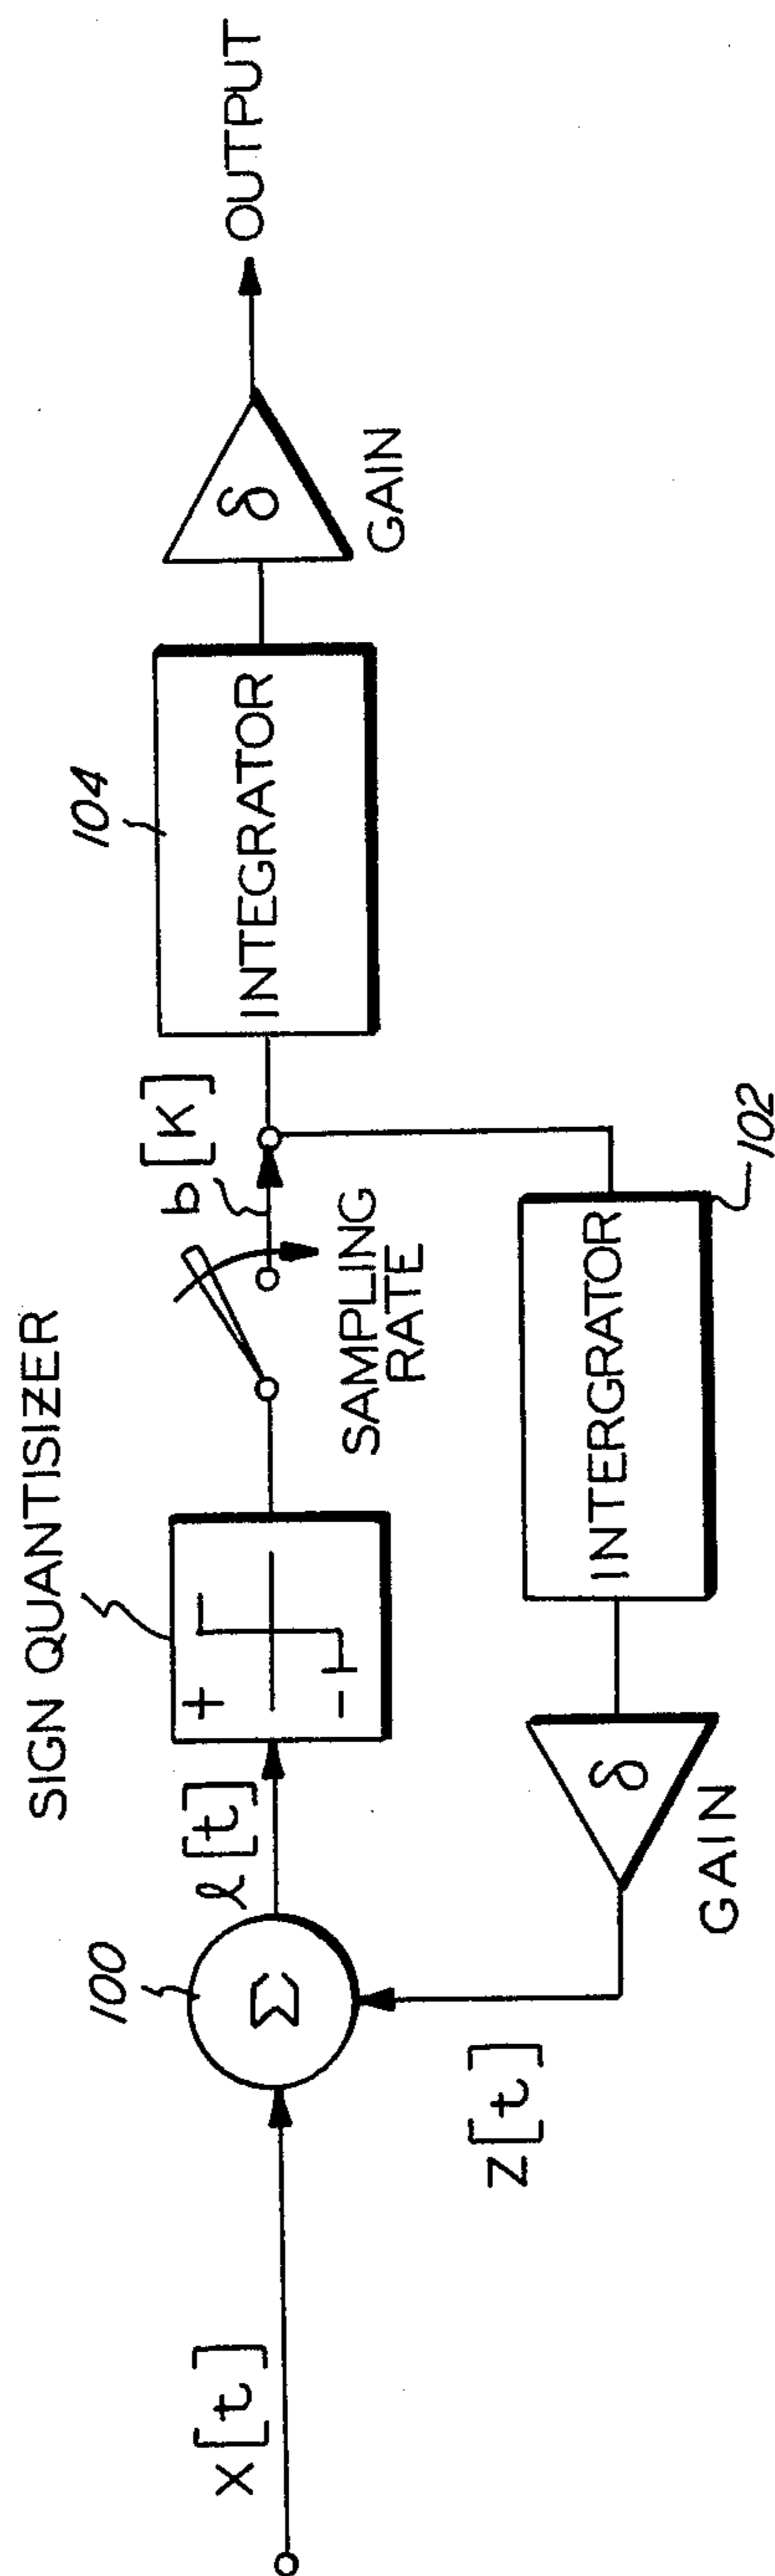 X[t]
100
Σ
ℓ[t]
SIGN QUANTISIZER
+
-
SAMPLING
RATE
b[K]
104
INTEGRATOR
δ
GAIN
OUTPUT
102
INTERGRATOR
δ
GAIN
Z[t]